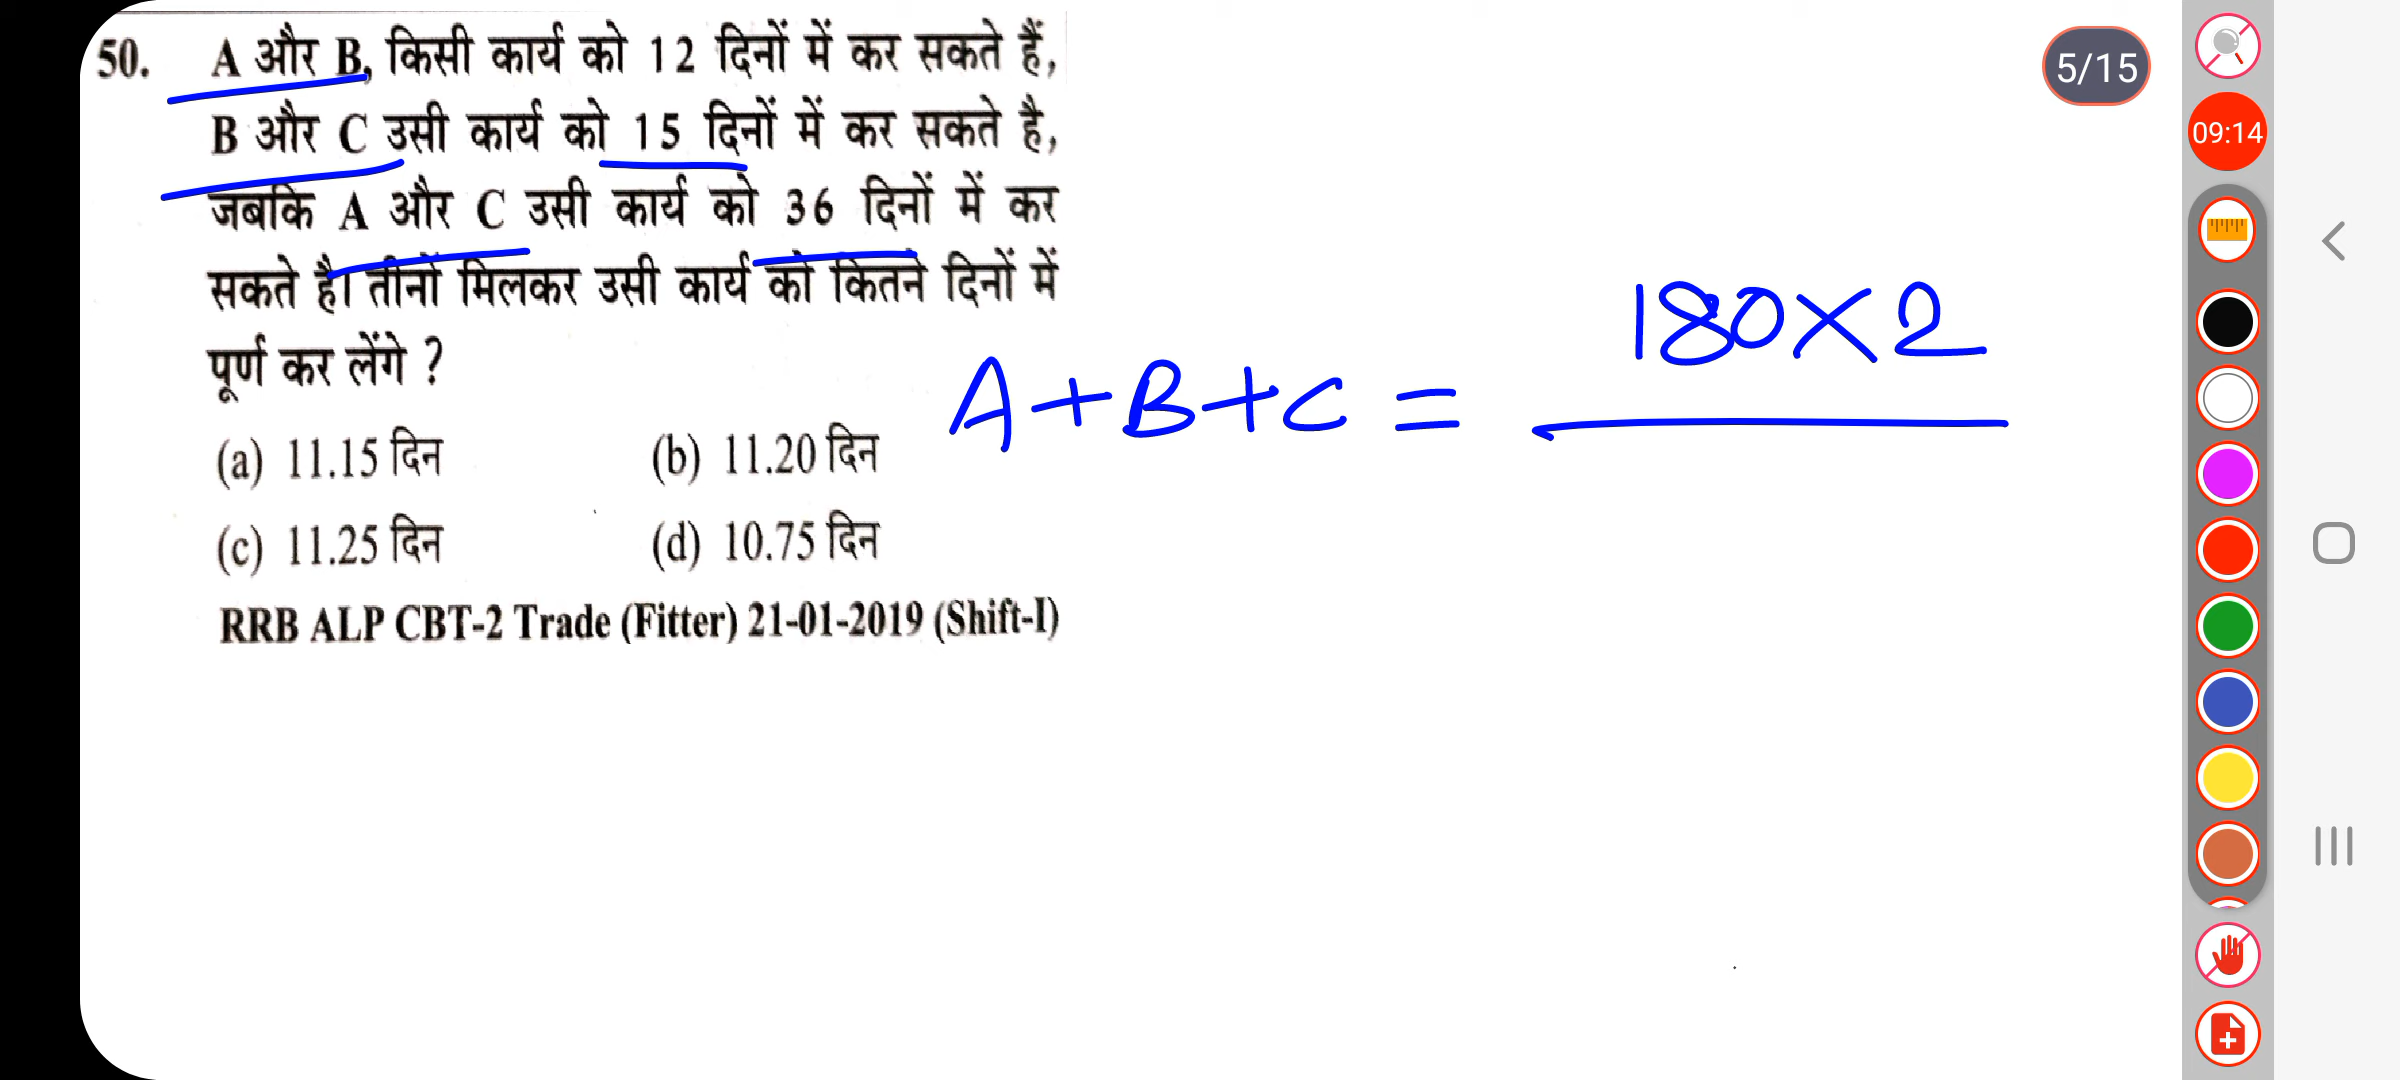 50. A और B, किसी कार्य को 12 दिनों में कर सकते हैं,
B और C उसी कार्य को 15 दिनों में कर सकते है,
जबकि A और C उसी कार्य को 36 दिनों में कर
सकते है। तीनों मिलकर उसी कार्य को कितने दिनों में
पूर्ण कर लेंगे ?
(a) 11.15 दिन (b) 11.20 दिन
(c) 11.25 दिन (d) 10.75 दिन
RRB ALP CBT-2 Trade (Fitter) 21-01-2019 (Shift-I)
180×2
A+B+C =
5/15
09:14